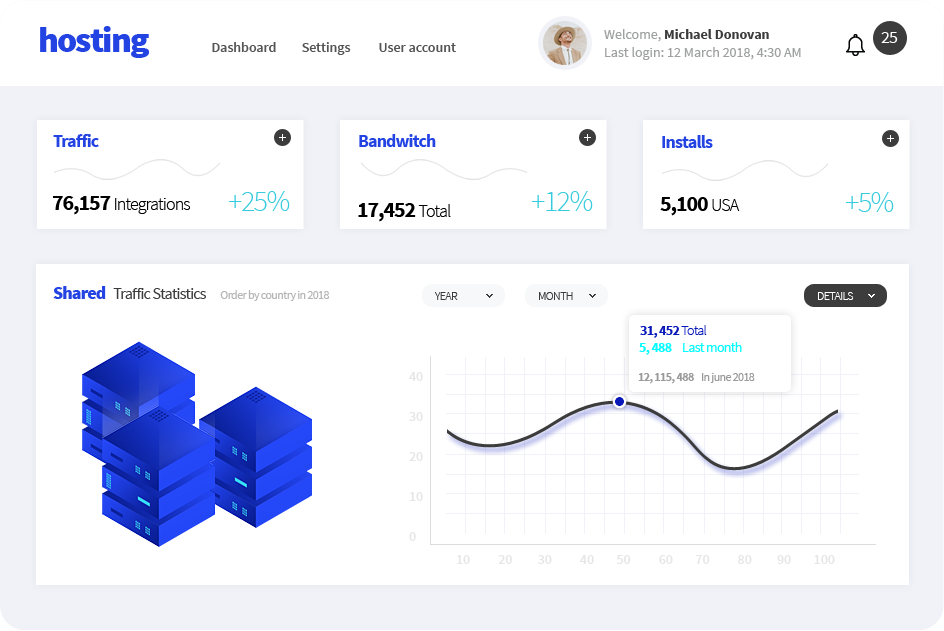 hosting
Dashboard Settings User account
Welcome, Michael Donovan
Last login: 12 March 2018, 4:30 AM
25
Traffic
76,157 Integrations +25%
Bandwitch
17,452 Total +12%
Installs
5,100 USA +5%
Shared Traffic Statistics Order by country in 2018
YEAR MONTH DETAILS
31,452 Total
5,488 Last month
12,115,488 In june 2018
40
30
20
10
0
10 20 30 40 50 60 70 80 90 100